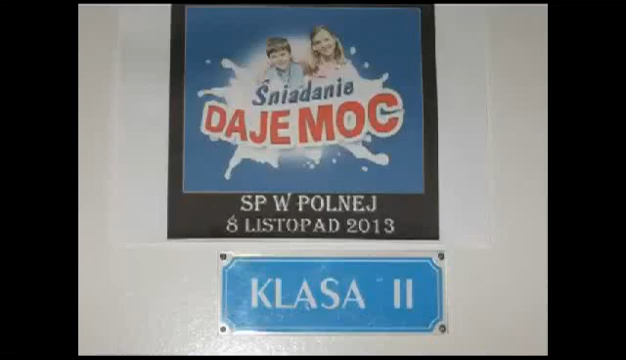 Śniadanie
DAJE MOC
SP W POLNEJ
8 LISTOPAD 2013
KLASA II